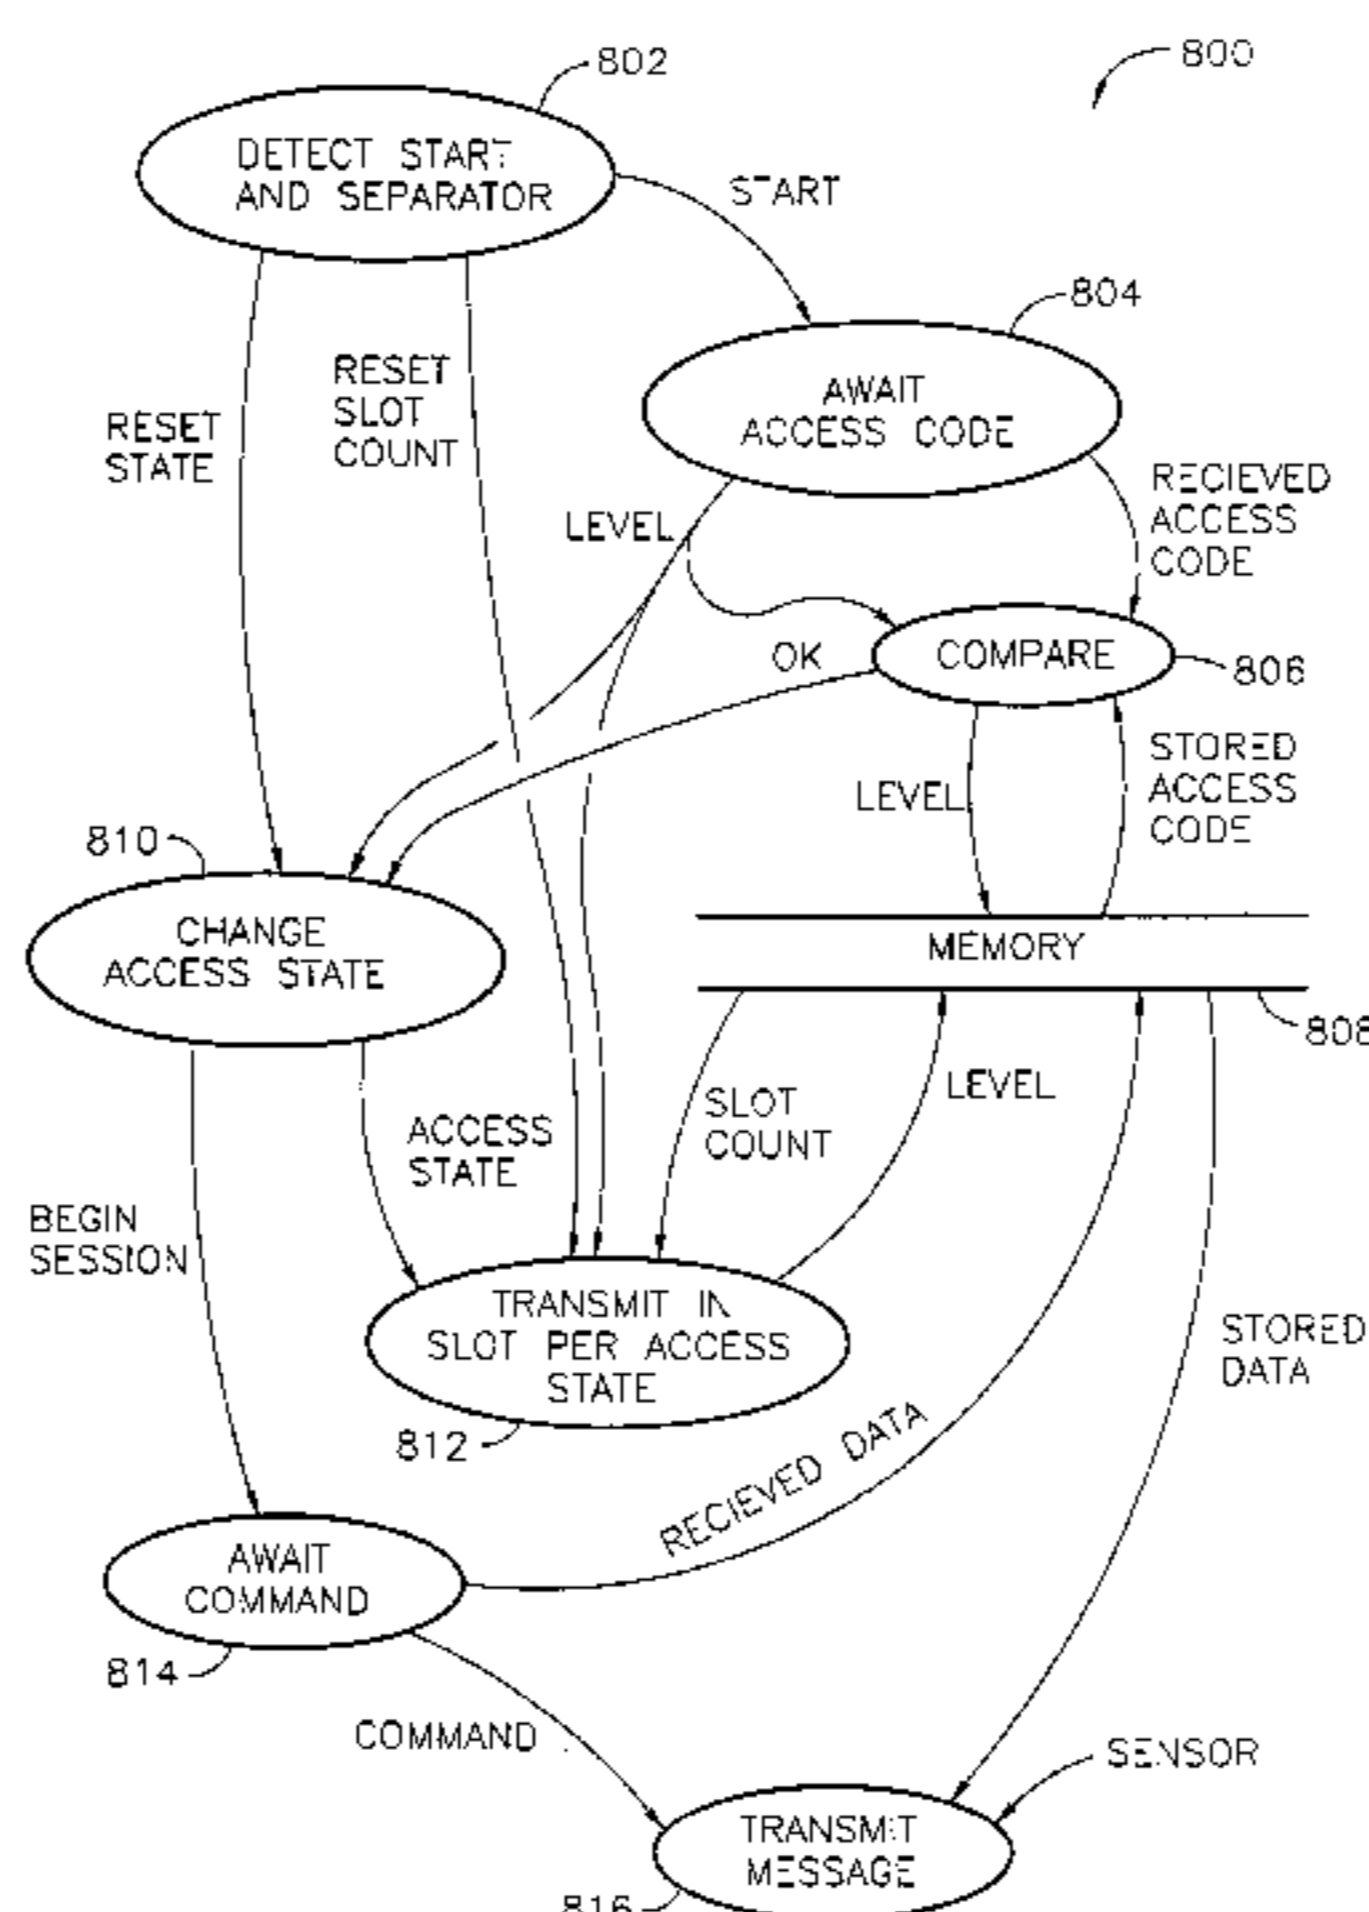 802
800
DETECT START
AND SEPARATOR
START
804
RESET
SLOT
COUNT
AWAIT
ACCESS CODE
RESET
STATE
RECIEVED
ACCESS
CODE
LEVEL
OK
COMPARE
806
STORED
ACCESS
CODE
LEVEL
810
CHANGE
ACCESS STATE
MEMORY
808
LEVEL
SLOT
COUNT
ACCESS
STATE
BEGIN
SESSION
TRANSMIT IN
SLOT PER ACCESS
STATE
STORED
DATA
812
RECIEVED DATA
AWAIT
COMMAND
814
COMMAND
SENSOR
TRANSMIT
MESSAGE
816